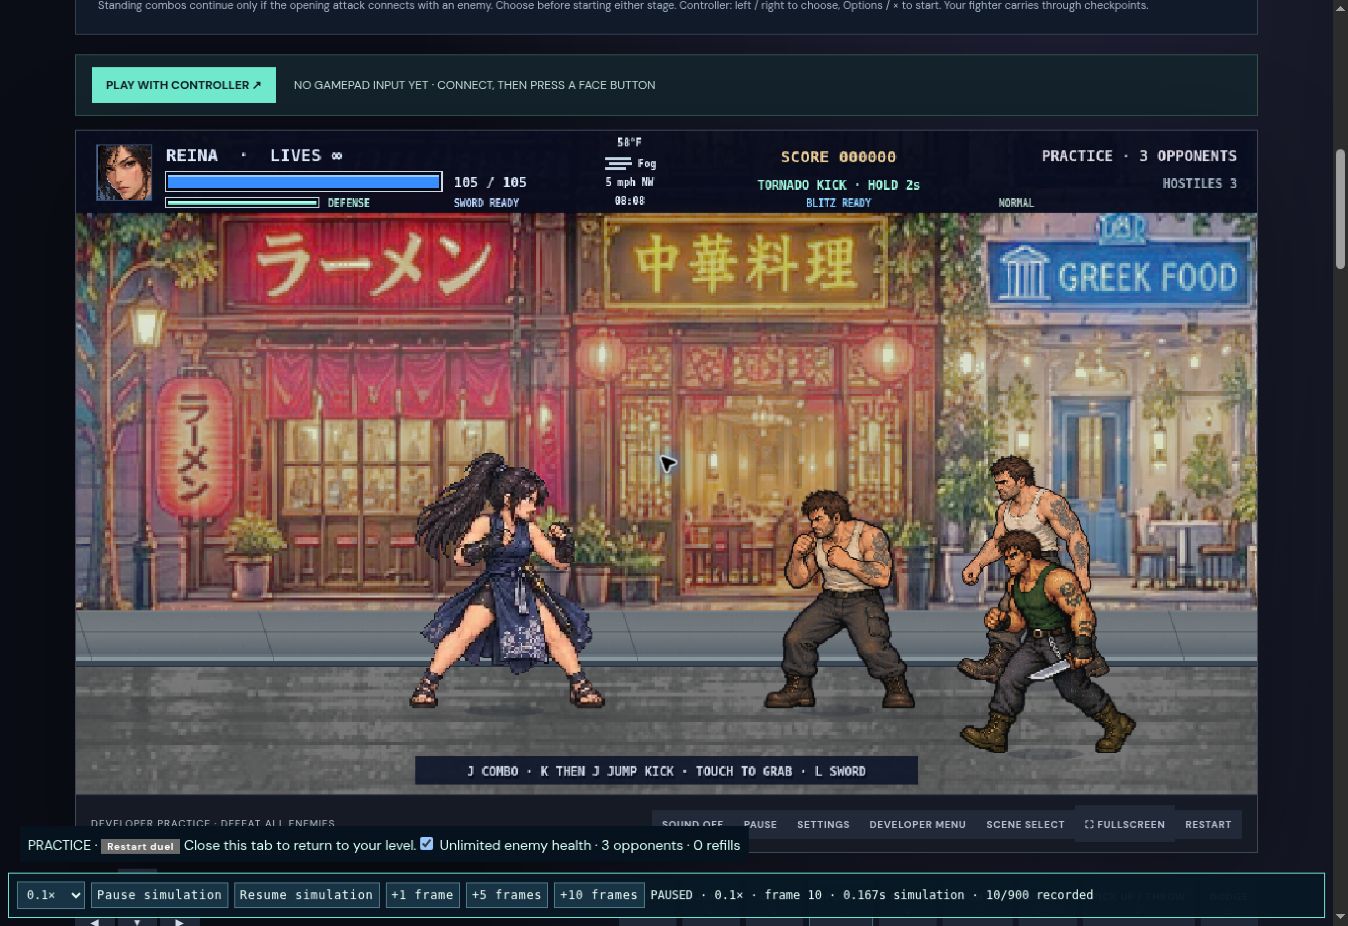 Standing combos continue only if the opening attack connects with an enemy. Choose before starting either stage. Controller: left / right to choose, Options / × to start. Your fighter carries through checkpoints.
PLAY WITH CONTROLLER ↗ NO GAMEPAD INPUT YET · CONNECT, THEN PRESS A FACE BUTTON
REINA · LIVES ∞
105 / 105
DEFENSE SWORD READY
58°F
Fog
5 mph NW
08:08
SCORE 000000
TORNADO KICK · HOLD 2s
BLITZ READY
PRACTICE · 3 OPPONENTS
HOSTILES 3
NORMAL
ラーメン
中華料理
GREEK FOOD
ラーメン
J COMBO · K THEN J JUMP KICK · TOUCH TO GRAB · L SWORD
DEVELOPER PRACTICE · DEFEAT ALL ENEMIES
SOUND OFF PAUSE SETTINGS DEVELOPER MENU SCENE SELECT ⛶ FULLSCREEN RESTART
PRACTICE · Restart duel Close this tab to return to your level. Unlimited enemy health · 3 opponents · 0 refills
0.1× Pause simulation Resume simulation +1 frame +5 frames +10 frames PAUSED · 0.1× · frame 10 · 0.167s simulation · 10/900 recorded
◀ ▼ ▶